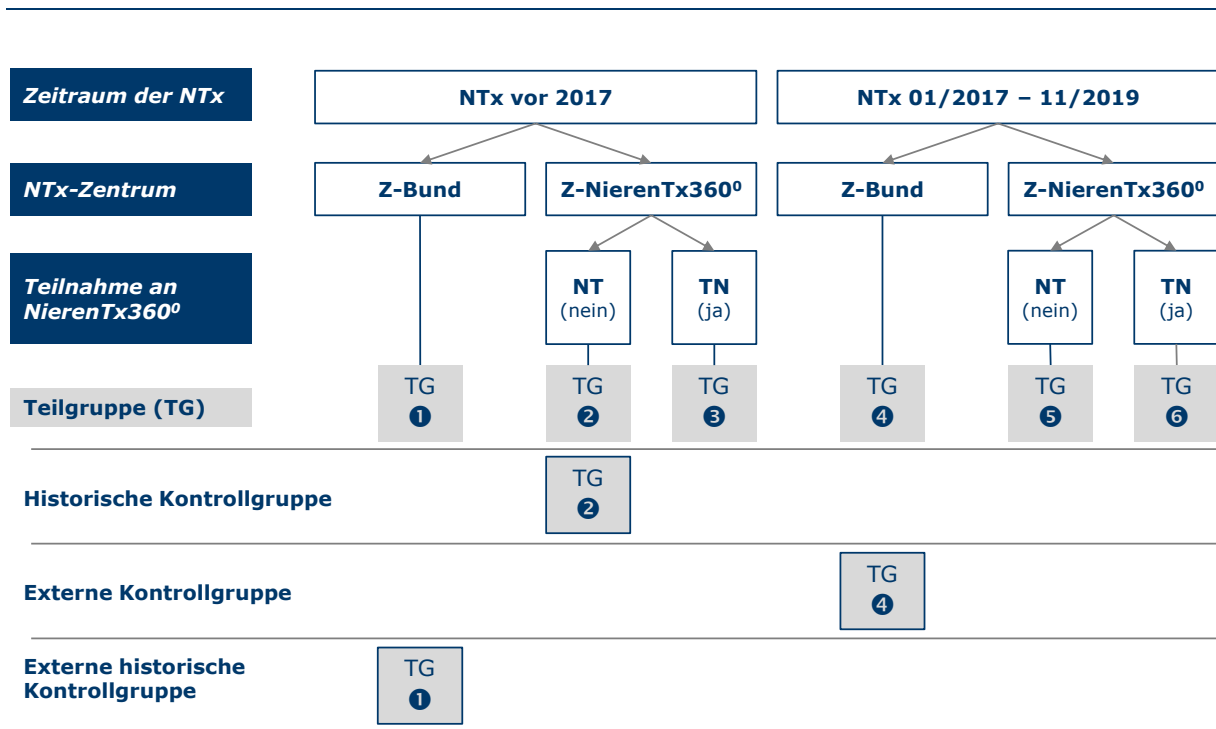 Zeitraum der NTx
NTx vor 2017
NTx 01/2017 – 11/2019
NTx-Zentrum
Z-Bund
Z-NierenTx360⁰
Z-Bund
Z-NierenTx360⁰
Teilnahme an
NierenTx360⁰
NT
(nein)
TN
(ja)
NT
(nein)
TN
(ja)
Teilgruppe (TG)
TG
❶
TG
❷
TG
❸
TG
❹
TG
❺
TG
❻
Historische Kontrollgruppe
TG
❷
Externe Kontrollgruppe
TG
❹
Externe historische
Kontrollgruppe
TG
❶